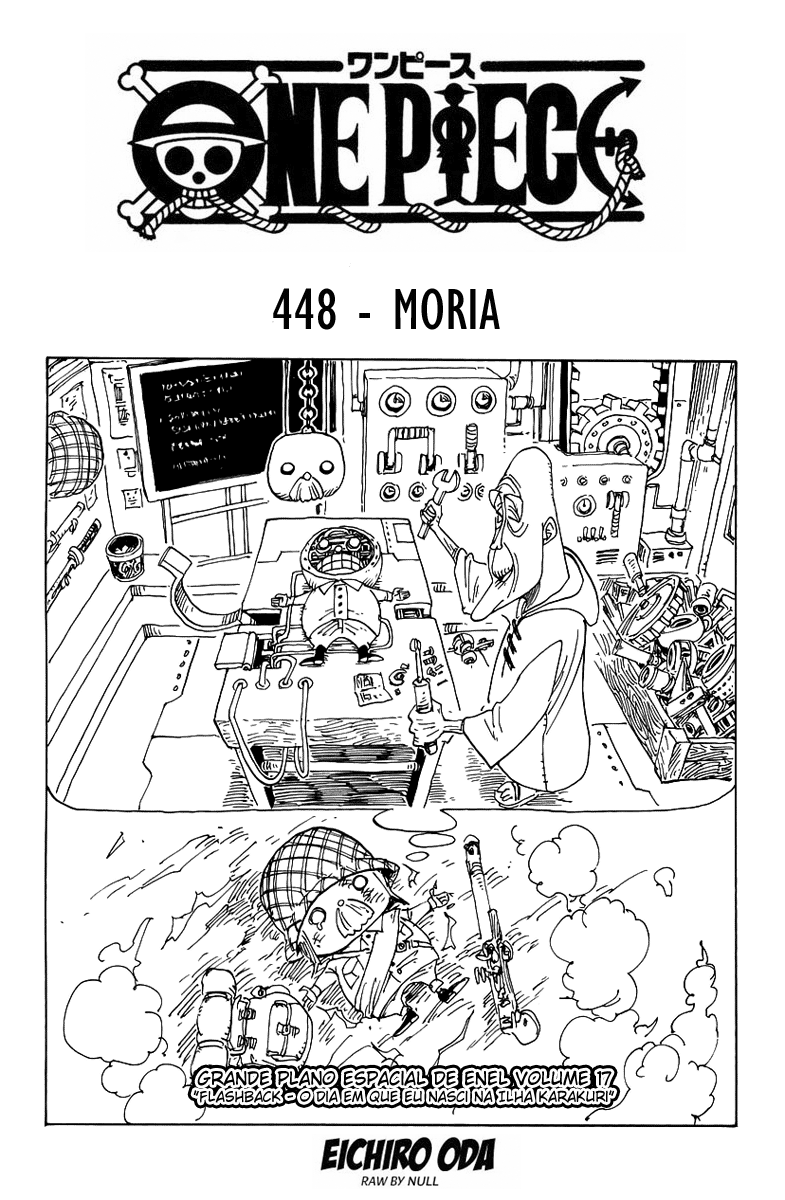 ワンピース
ONE PIECE
448 - MORIA
GRANDE PLANO ESPACIAL DE ENEL VOLUME 17
"FLASHBACK - O DIA EM QUE EU NASCI NA ILHA KARAKURI"
EICHIRO ODA
RAW BY NULL